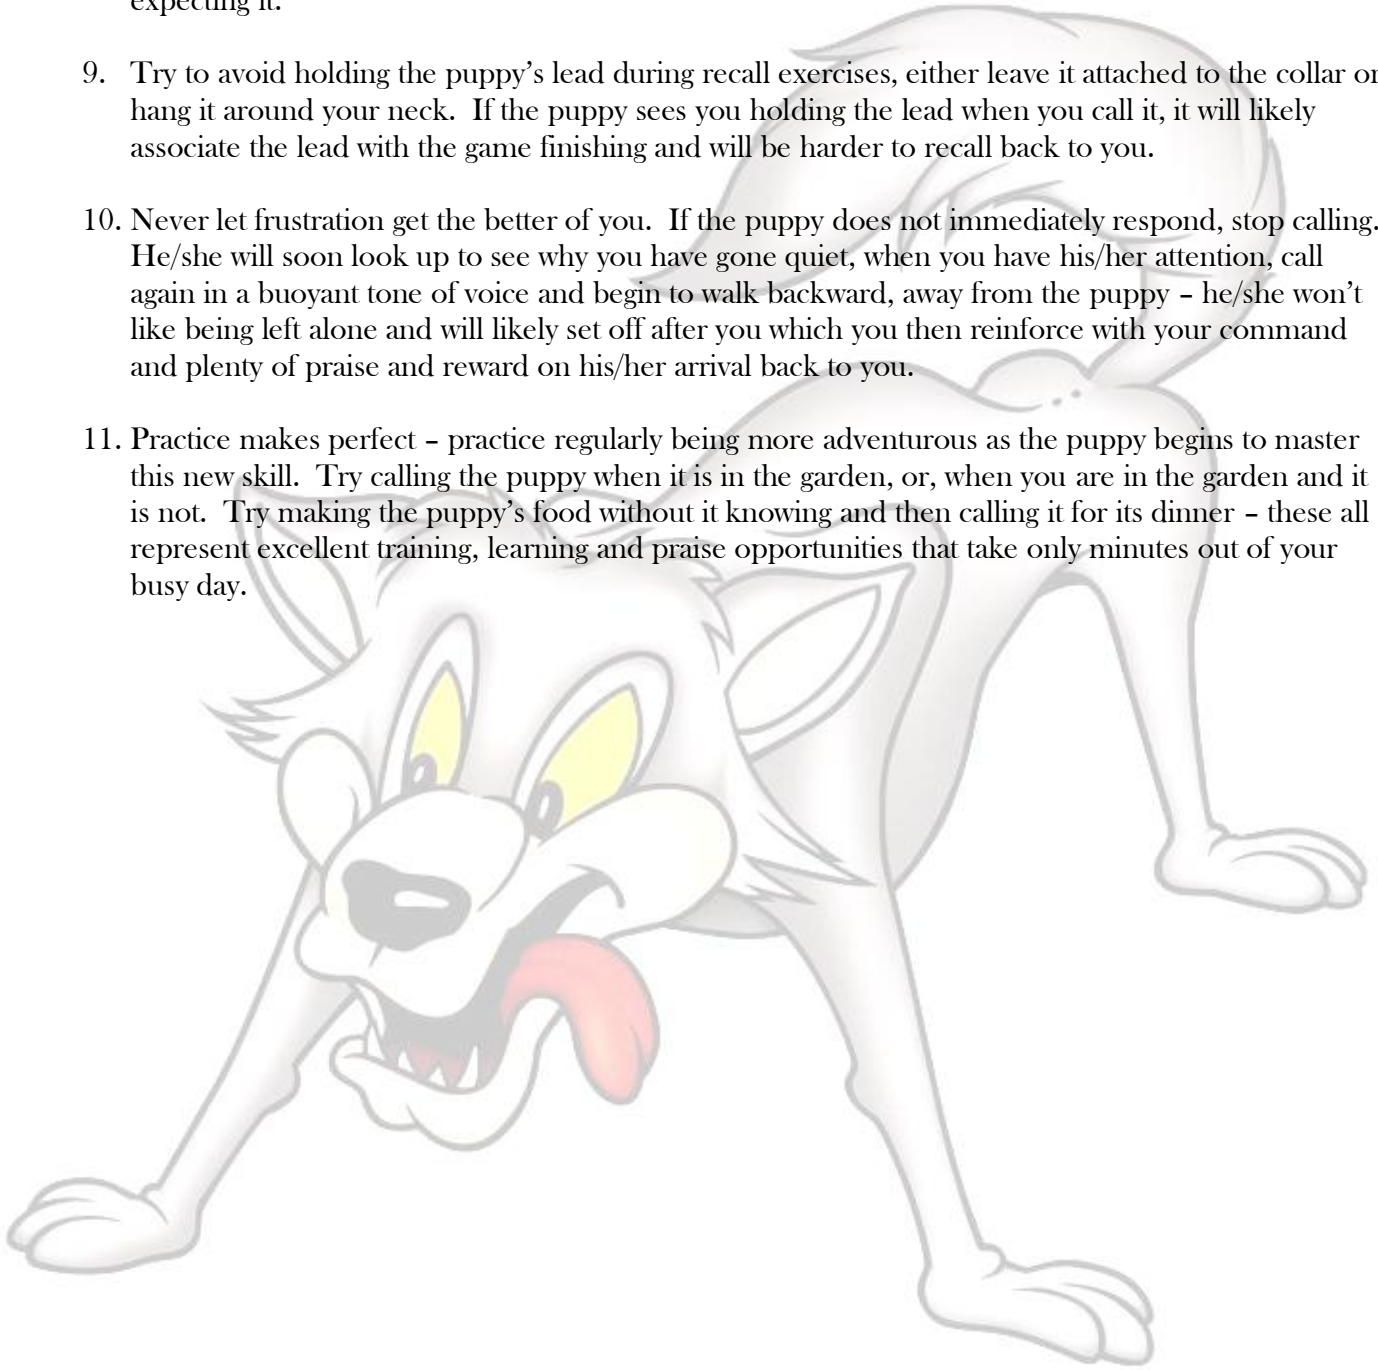 expecting it.
9. Try to avoid holding the puppy’s lead during recall exercises, either leave it attached to the collar or
hang it around your neck.  If the puppy sees you holding the lead when you call it, it will likely
associate the lead with the game finishing and will be harder to recall back to you.
10. Never let frustration get the better of you.  If the puppy does not immediately respond, stop calling.
He/she will soon look up to see why you have gone quiet, when you have his/her attention, call
again in a buoyant tone of voice and begin to walk backward, away from the puppy – he/she won’t
like being left alone and will likely set off after you which you then reinforce with your command
and plenty of praise and reward on his/her arrival back to you.
11. Practice makes perfect – practice regularly being more adventurous as the puppy begins to master
this new skill.  Try calling the puppy when it is in the garden, or, when you are in the garden and it
is not.  Try making the puppy’s food without it knowing and then calling it for its dinner – these all
represent excellent training, learning and praise opportunities that take only minutes out of your
busy day.